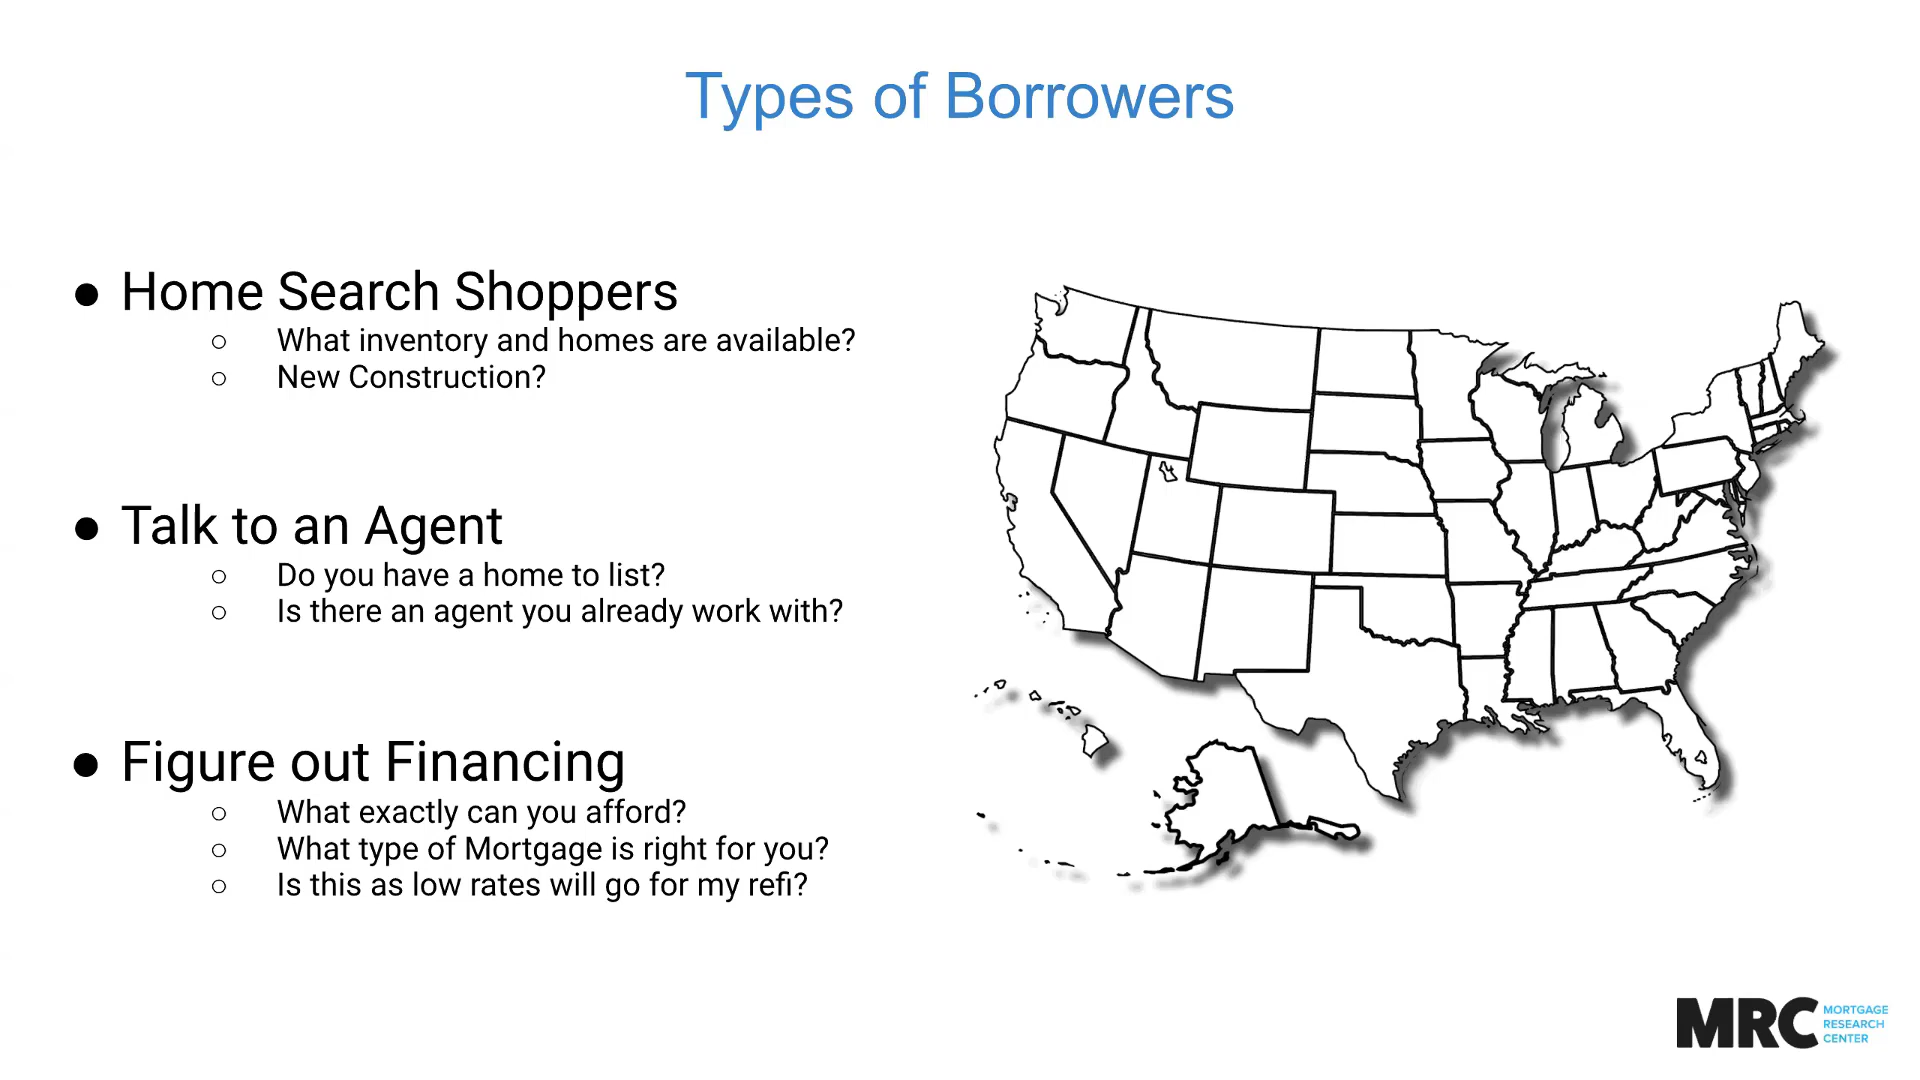 Types of Borrowers
● Home Search Shoppers
○ What inventory and homes are available?
○ New Construction?
● Talk to an Agent
○ Do you have a home to list?
○ Is there an agent you already work with?
● Figure out Financing
○ What exactly can you afford?
○ What type of Mortgage is right for you?
○ Is this as low rates will go for my refi?
MRC
MORTGAGE
RESEARCH
CENTER